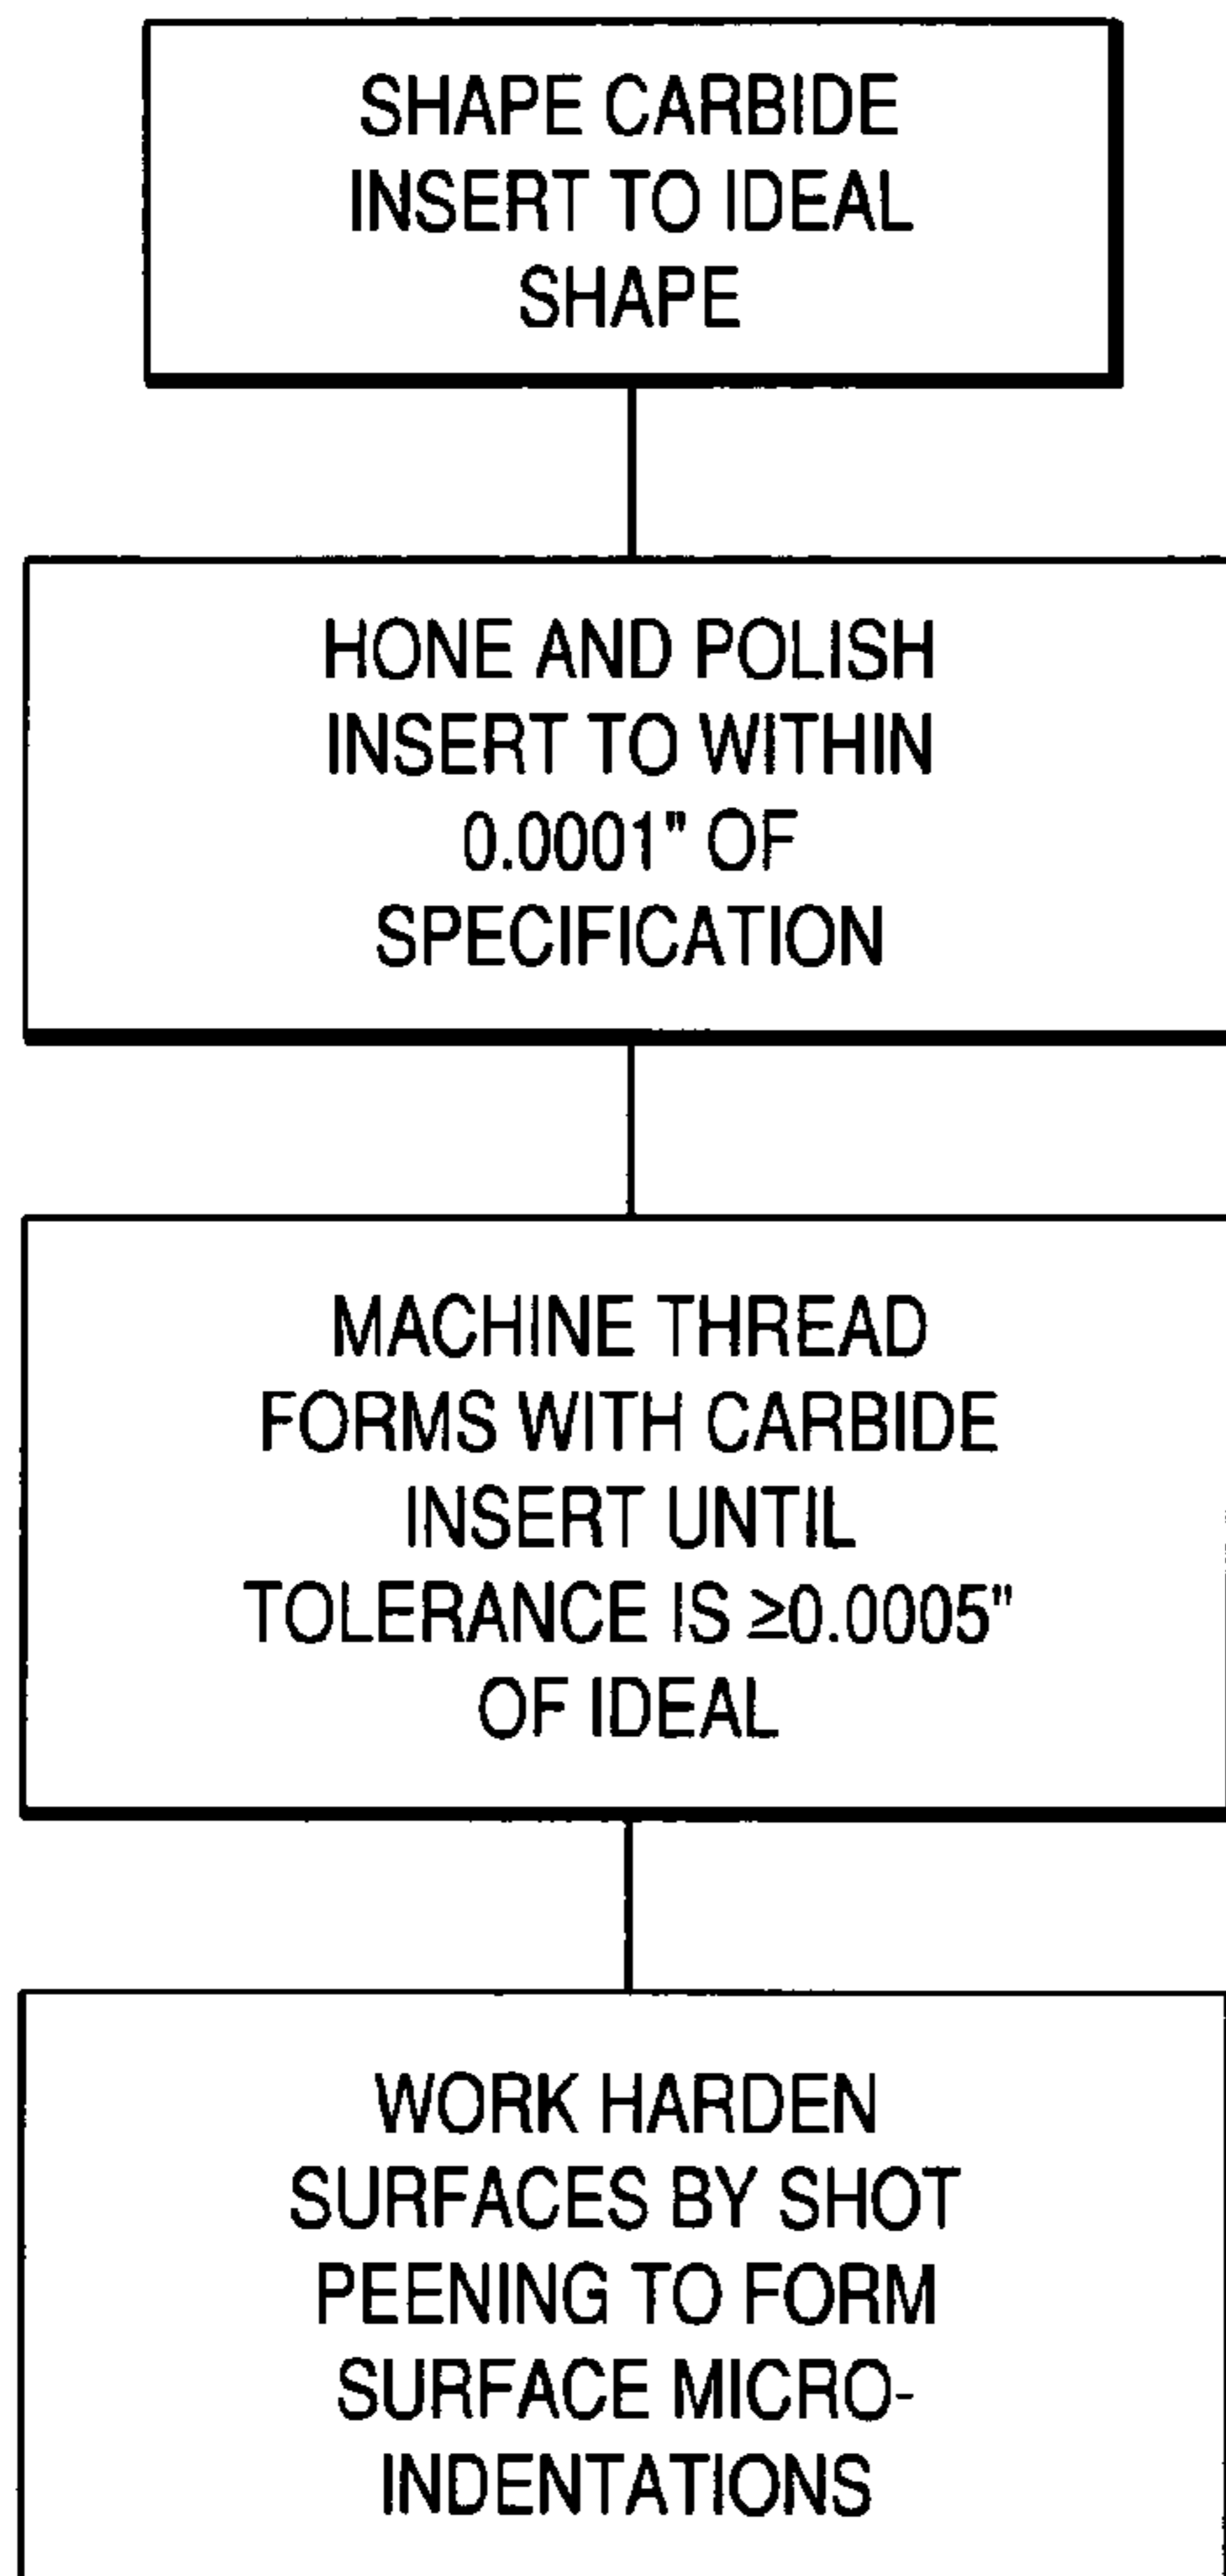 SHAPE CARBIDE
INSERT TO IDEAL
SHAPE
HONE AND POLISH
INSERT TO WITHIN
0.0001" OF
SPECIFICATION
MACHINE THREAD
FORMS WITH CARBIDE
INSERT UNTIL
TOLERANCE IS ≥0.0005"
OF IDEAL
WORK HARDEN
SURFACES BY SHOT
PEENING TO FORM
SURFACE MICRO-
INDENTATIONS